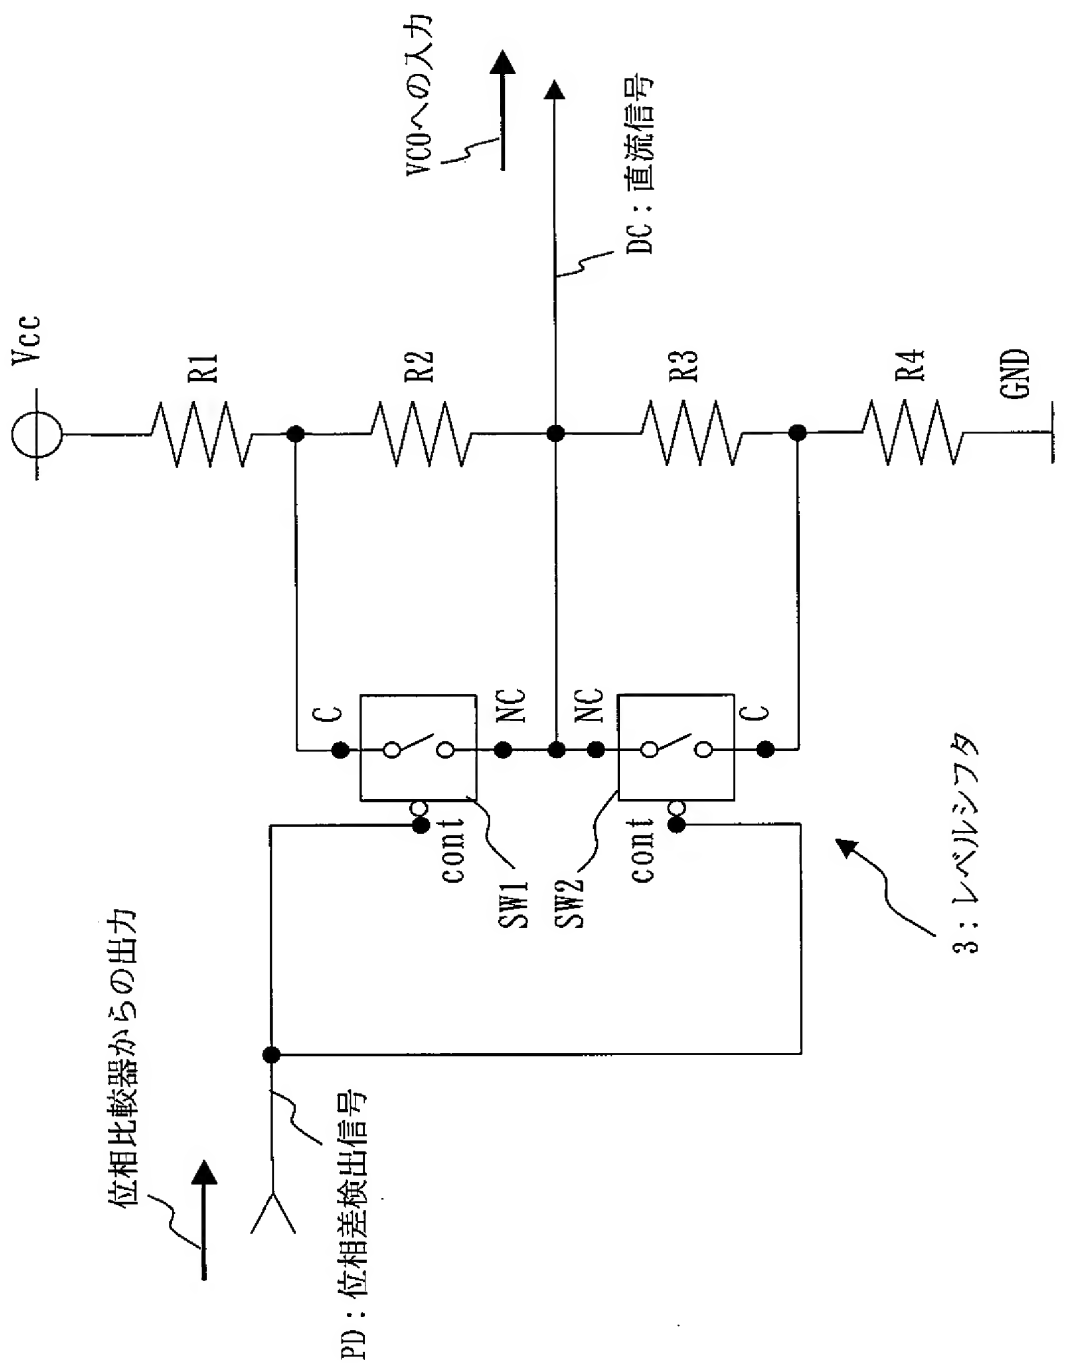 Vcc
R1
R2
R3
R4
GND
VCOへの入力
DC：直流信号
C
NC
NC
C
cont
cont
SW1
SW2
3：レベルシフタ
位相比較器からの出力
PD：位相差検出信号